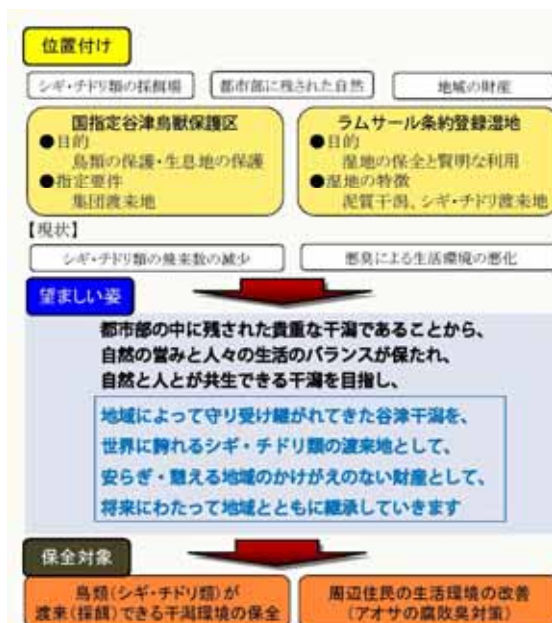 位置付け
シギ・チドリ類の採餌場
都市部に残された自然
地域の財産
国指定谷津鳥獣保護区
●目的
鳥類の保護・生息地の保護
●指定要件
集団渡来地
ラムサール条約登録湿地
●目的
湿地の保全と賢明な利用
●湿地の特徴
泥質干潟、シギ・チドリ渡来地
【現状】
シギ・チドリ類の飛来数の減少
悪臭による生活環境の悪化
望ましい姿
都市部の中に残された貴重な干潟であることから、
自然の営みと人々の生活のバランスが保たれ、
自然と人とが共生できる干潟を目指し、
地域によって守り受け継がれてきた谷津干潟を、
世界に誇れるシギ・チドリ類の渡来地として、
安らぎ・憩える地域のかけがえのない財産として、
将来にわたって地域とともに継承していきます
保全対象
鳥類(シギ・チドリ類)が
渡来(採餌)できる干潟環境の保全
周辺住民の生活環境の改善
(アオサの腐敗臭対策)